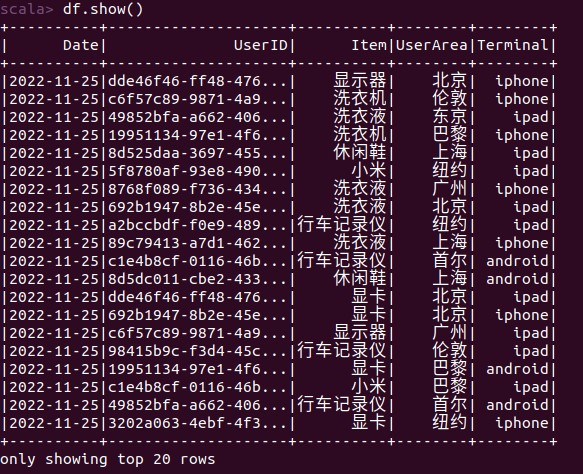 scala> df.show()
+----------+--------------------+----------+--------+--------+
|      Date|              UserID|      Item|UserArea|Terminal|
+----------+--------------------+----------+--------+--------+
|2022-11-25|dde46f46-ff48-476...|    显示器|    北京|  iphone|
|2022-11-25|c6f57c89-9871-4a9...|    洗衣机|    伦敦|  iphone|
|2022-11-25|49852bfa-a662-406...|    洗衣液|    东京|    ipad|
|2022-11-25|19951134-97e1-4f6...|    洗衣机|    巴黎|  iphone|
|2022-11-25|8d525daa-3697-455...|    休闲鞋|    上海|    ipad|
|2022-11-25|5f8780af-93e8-490...|      小米|    纽约|    ipad|
|2022-11-25|8768f089-f736-434...|    洗衣液|    广州|  iphone|
|2022-11-25|692b1947-8b2e-45e...|    洗衣液|    北京|    ipad|
|2022-11-25|a2bccbdf-f0e9-489...|行车记录仪|    纽约|    ipad|
|2022-11-25|89c79413-a7d1-462...|    洗衣液|    上海|  iphone|
|2022-11-25|c1e4b8cf-0116-46b...|行车记录仪|    首尔| android|
|2022-11-25|8d5dc011-cbe2-433...|    休闲鞋|    上海| android|
|2022-11-25|dde46f46-ff48-476...|      显卡|    北京|    ipad|
|2022-11-25|692b1947-8b2e-45e...|      显卡|    北京|  iphone|
|2022-11-25|c6f57c89-9871-4a9...|    显示器|    广州|    ipad|
|2022-11-25|98415b9c-f3d4-45c...|行车记录仪|    伦敦|    ipad|
|2022-11-25|19951134-97e1-4f6...|      显卡|    巴黎| android|
|2022-11-25|c1e4b8cf-0116-46b...|      小米|    巴黎|    ipad|
|2022-11-25|49852bfa-a662-406...|行车记录仪|    首尔| android|
|2022-11-25|3202a063-4ebf-4f3...|      显卡|    纽约|  iphone|
+----------+--------------------+----------+--------+--------+
only showing top 20 rows